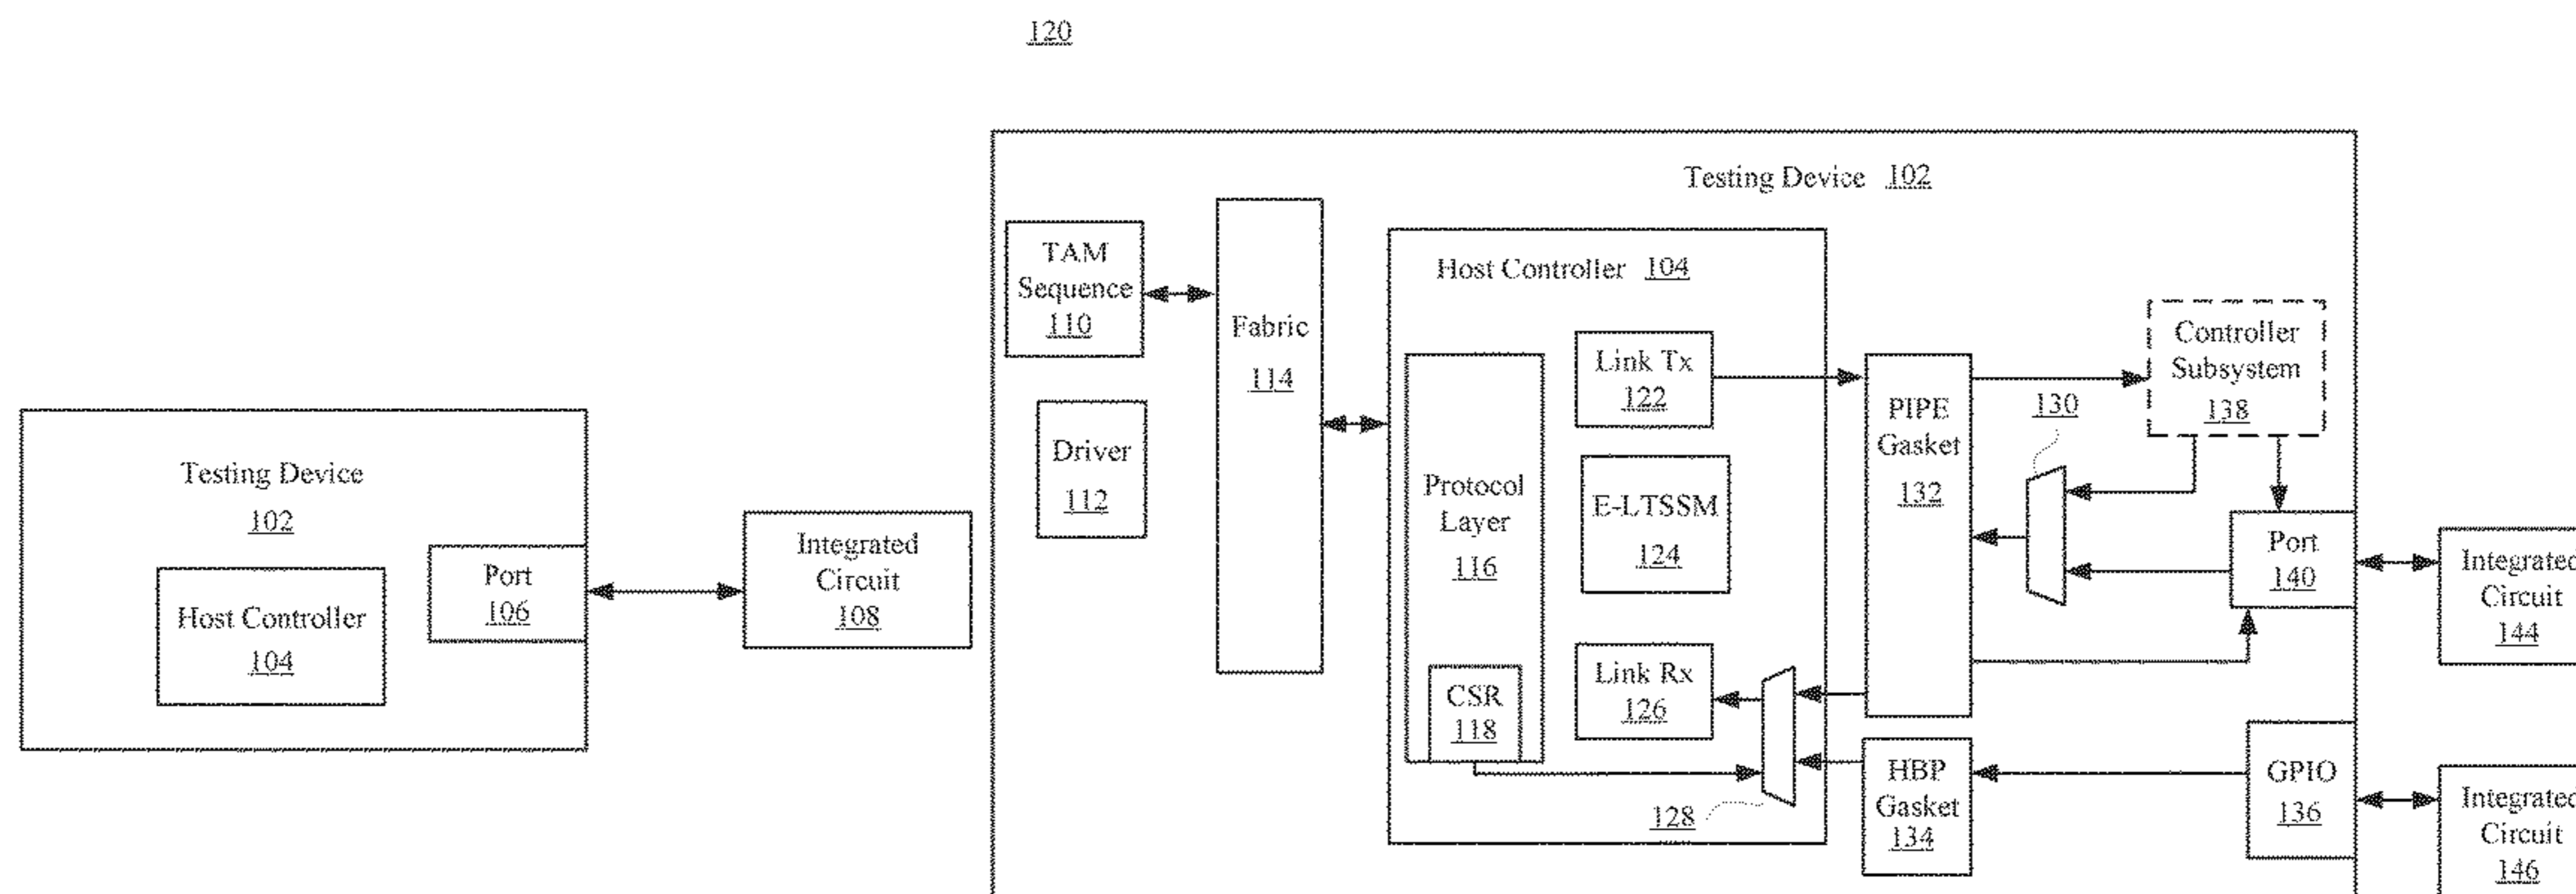 120
Testing Device
102
Host Controller
104
Port
106
Integrated
Circuit
108
Testing Device 102
TAM
Sequence
110
Driver
112
Fabric
114
Host Controller 104
Protocol
Layer
116
CSR
118
Link Tx
122
E-LTSSM
124
Link Rx
126
128
PIPE
Gasket
132
HBP
Gasket
134
130
Controller
Subsystem
138
Port
140
GPIO
136
Integrated
Circuit
144
Integrated
Circuit
146